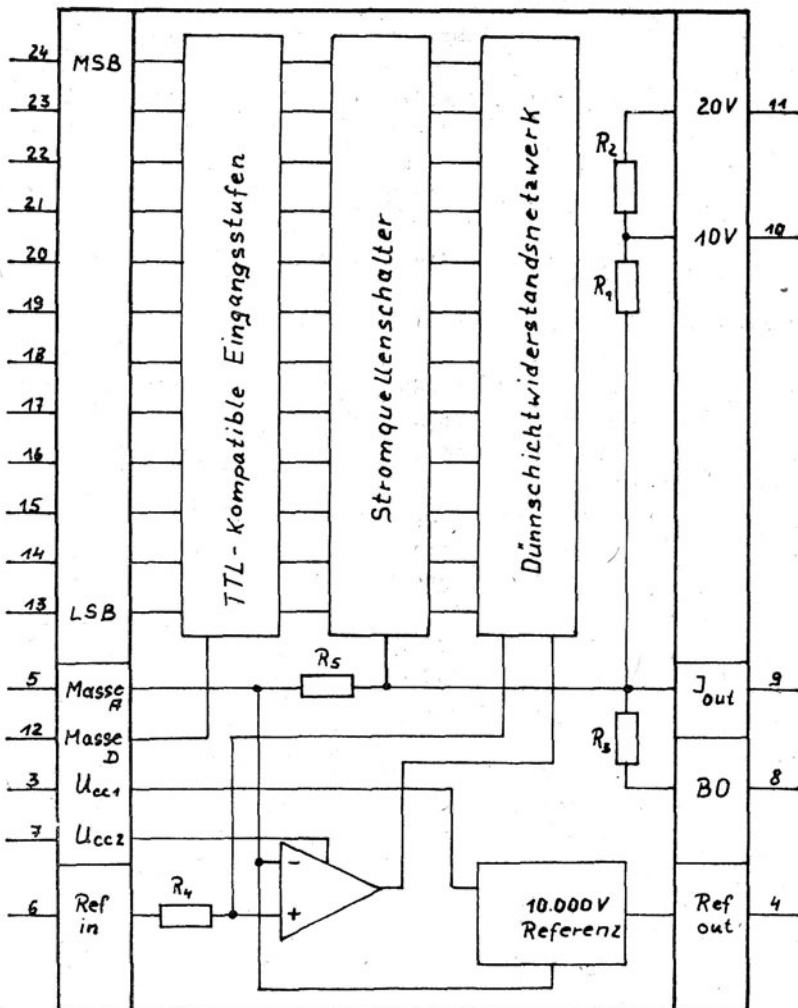 24 MSB
23
22
21
20
19
18
17
16
15
14
13 LSB
5 Masse A
12 Masse D
3 Ucc1
7 Ucc2
6 Ref in
TTL-Kompatible Eingangsstufen
Stromquellenschalter
Dünnschichtwiderstandsnetzwerk
R5
R4
-
+
10.000V
Referenz
R2
R1
R3
20V 11
10V 10
Jout 9
BO 8
Ref out 4